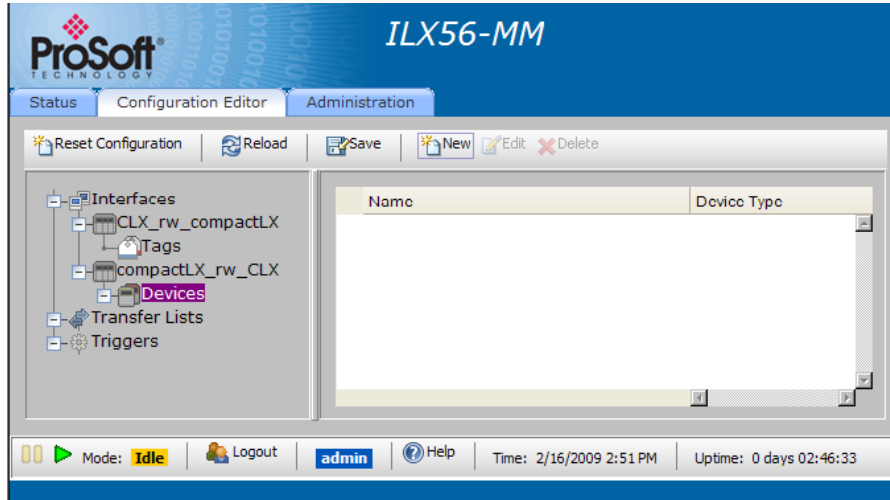 ProSoft®
TECHNOLOGY
ILX56-MM
Status
Configuration Editor
Administration
Reset Configuration
Reload
Save
New
Edit
Delete
Interfaces
CLX_rw_compactLX
Tags
compactLX_rw_CLX
Devices
Transfer Lists
Triggers
Name
Device Type
Mode: Idle
Logout
admin
Help
Time: 2/16/2009 2:51 PM
Uptime: 0 days 02:46:33